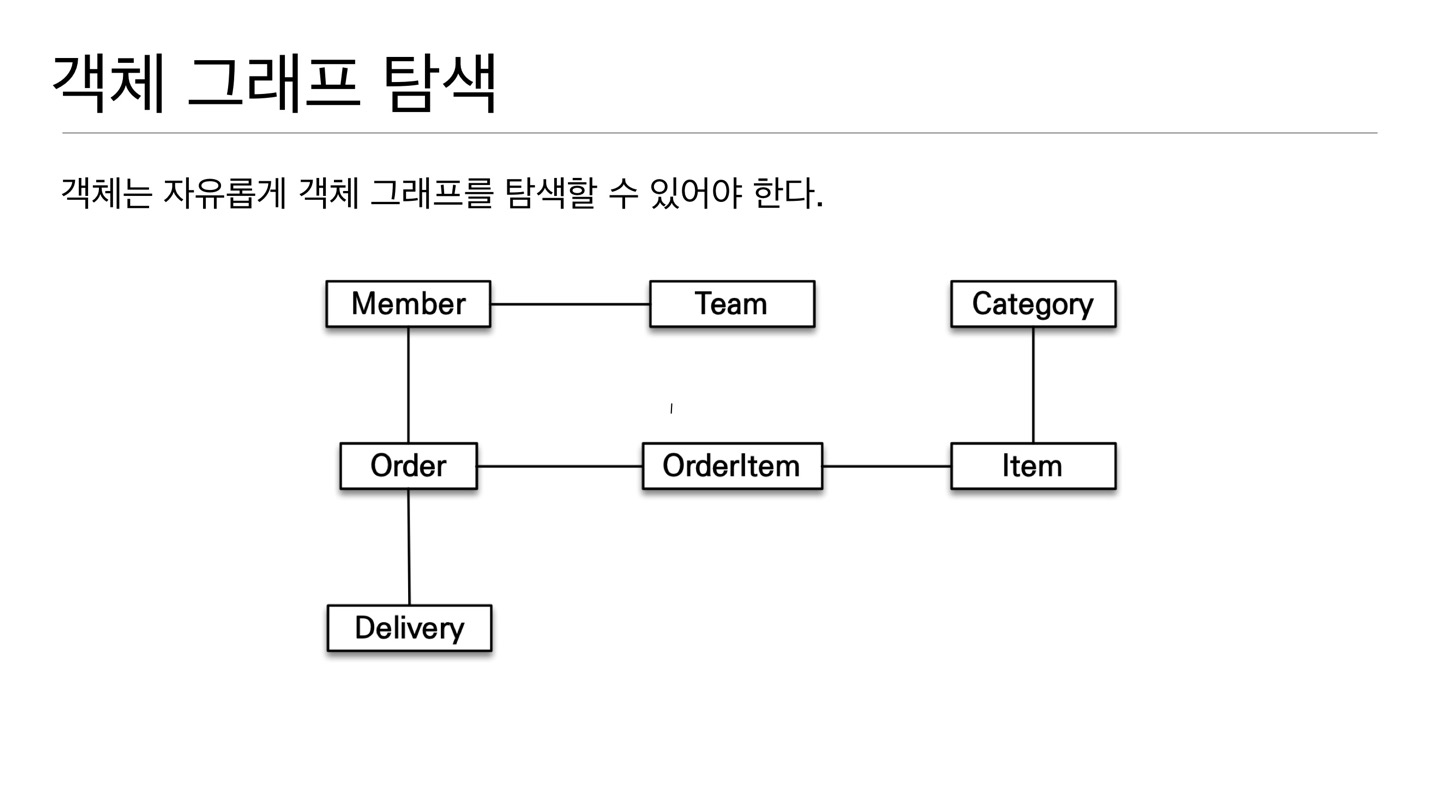 객체 그래프 탐색
객체는 자유롭게 객체 그래프를 탐색할 수 있어야 한다.
Member
Team
Category
Order
OrderItem
Item
Delivery